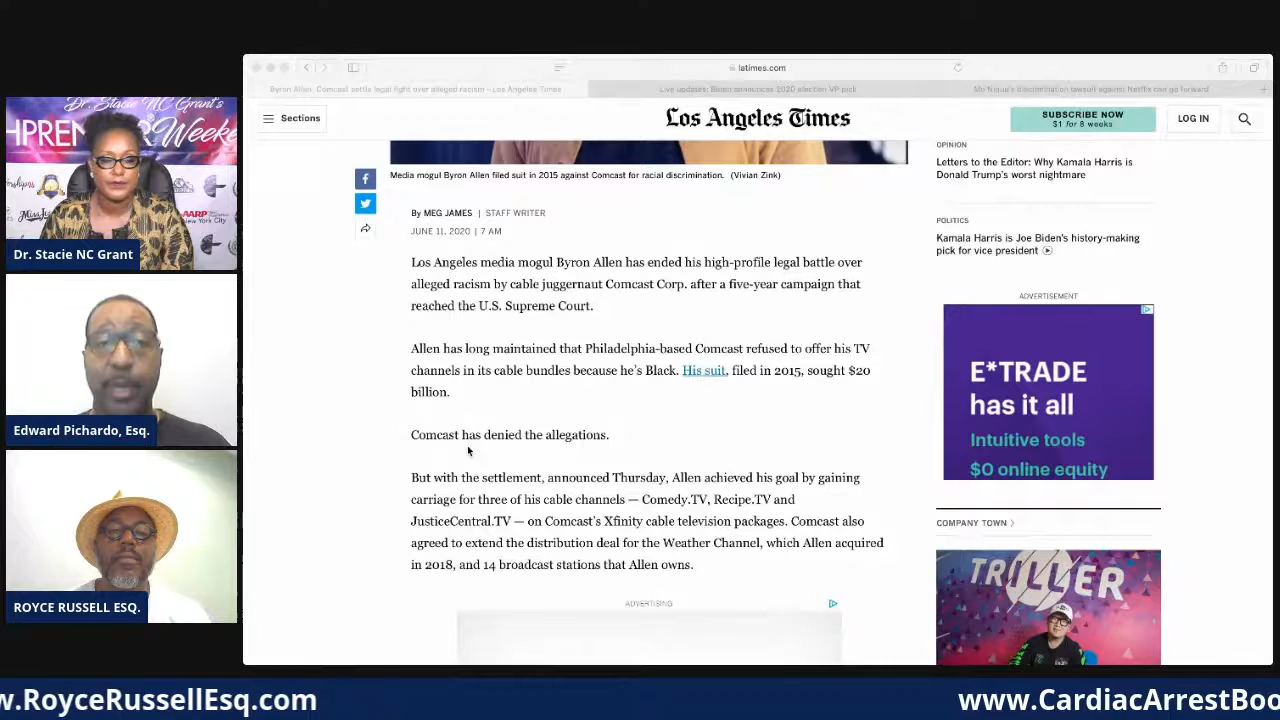 Dr. Stacie NC Grant's
HPREN
R Weeke
AARP
New York City
Dr. Stacie NC Grant
Edward Pichardo, Esq.
ROYCE RUSSELL ESQ.
latimes.com
Byron Allen, Comcast settle legal fight over alleged racism - Los Angeles Times
Live updates: Biden announces 2020 election VP pick
Mo'Nique's discrimination lawsuit against Netflix can go forward
Sections
Los Angeles Times
SUBSCRIBE NOW
$1 for 8 weeks
LOG IN
Media mogul Byron Allen filed suit in 2015 against Comcast for racial discrimination. (Vivian Zink)
By MEG JAMES | STAFF WRITER
JUNE 11, 2020 | 7 AM
Los Angeles media mogul Byron Allen has ended his high-profile legal battle over
alleged racism by cable juggernaut Comcast Corp. after a five-year campaign that
reached the U.S. Supreme Court.
Allen has long maintained that Philadelphia-based Comcast refused to offer his TV
channels in its cable bundles because he's Black. His suit, filed in 2015, sought $20
billion.
Comcast has denied the allegations.
But with the settlement, announced Thursday, Allen achieved his goal by gaining
carriage for three of his cable channels — Comedy.TV, Recipe.TV and
JusticeCentral.TV — on Comcast's Xfinity cable television packages. Comcast also
agreed to extend the distribution deal for the Weather Channel, which Allen acquired
in 2018, and 14 broadcast stations that Allen owns.
ADVERTISING
OPINION
Letters to the Editor: Why Kamala Harris is
Donald Trump's worst nightmare
POLITICS
Kamala Harris is Joe Biden's history-making
pick for vice president
ADVERTISEMENT
E*TRADE
has it all
Intuitive tools
$0 online equity
COMPANY TOWN
TRILLER
w.RoyceRussellEsq.com
www.CardiacArrestBoo